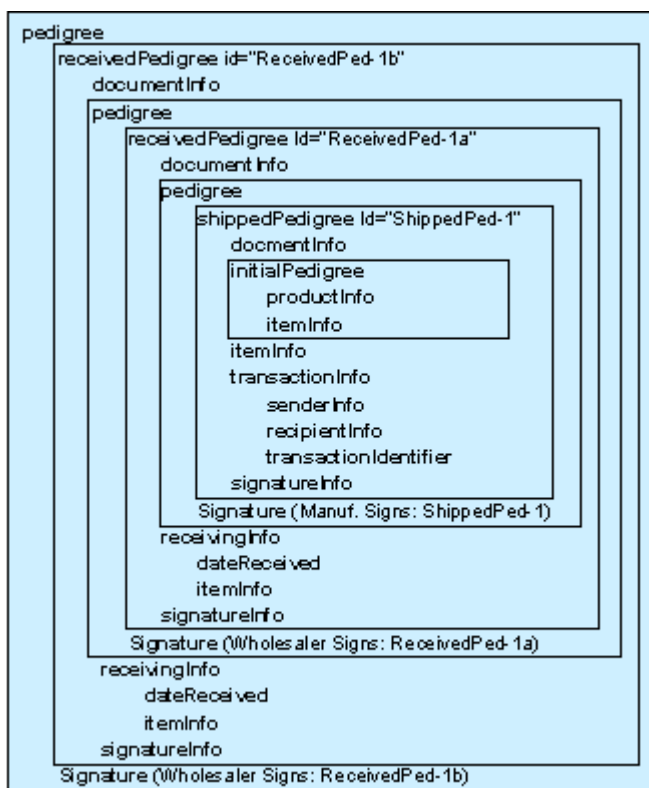 pedigree
receivedPedigree id="ReceivedPed-1b"
documentInfo
pedigree
receivedPedigree Id="ReceivedPed-1a"
documentInfo
pedigree
shippedPedigree Id="ShippedPed-1"
docmentInfo
initialPedigree
productInfo
itemInfo
itemInfo
transactionInfo
senderInfo
recipientInfo
transactionIdentifier
signatureInfo
Signature (Manuf. Signs: ShippedPed-1)
receivingInfo
dateReceived
itemInfo
signatureInfo
Signature (Wholesaler Signs: ReceivedPed-1a)
receivingInfo
dateReceived
itemInfo
signatureInfo
Signature (Wholesaler Signs: ReceivedPed-1b)